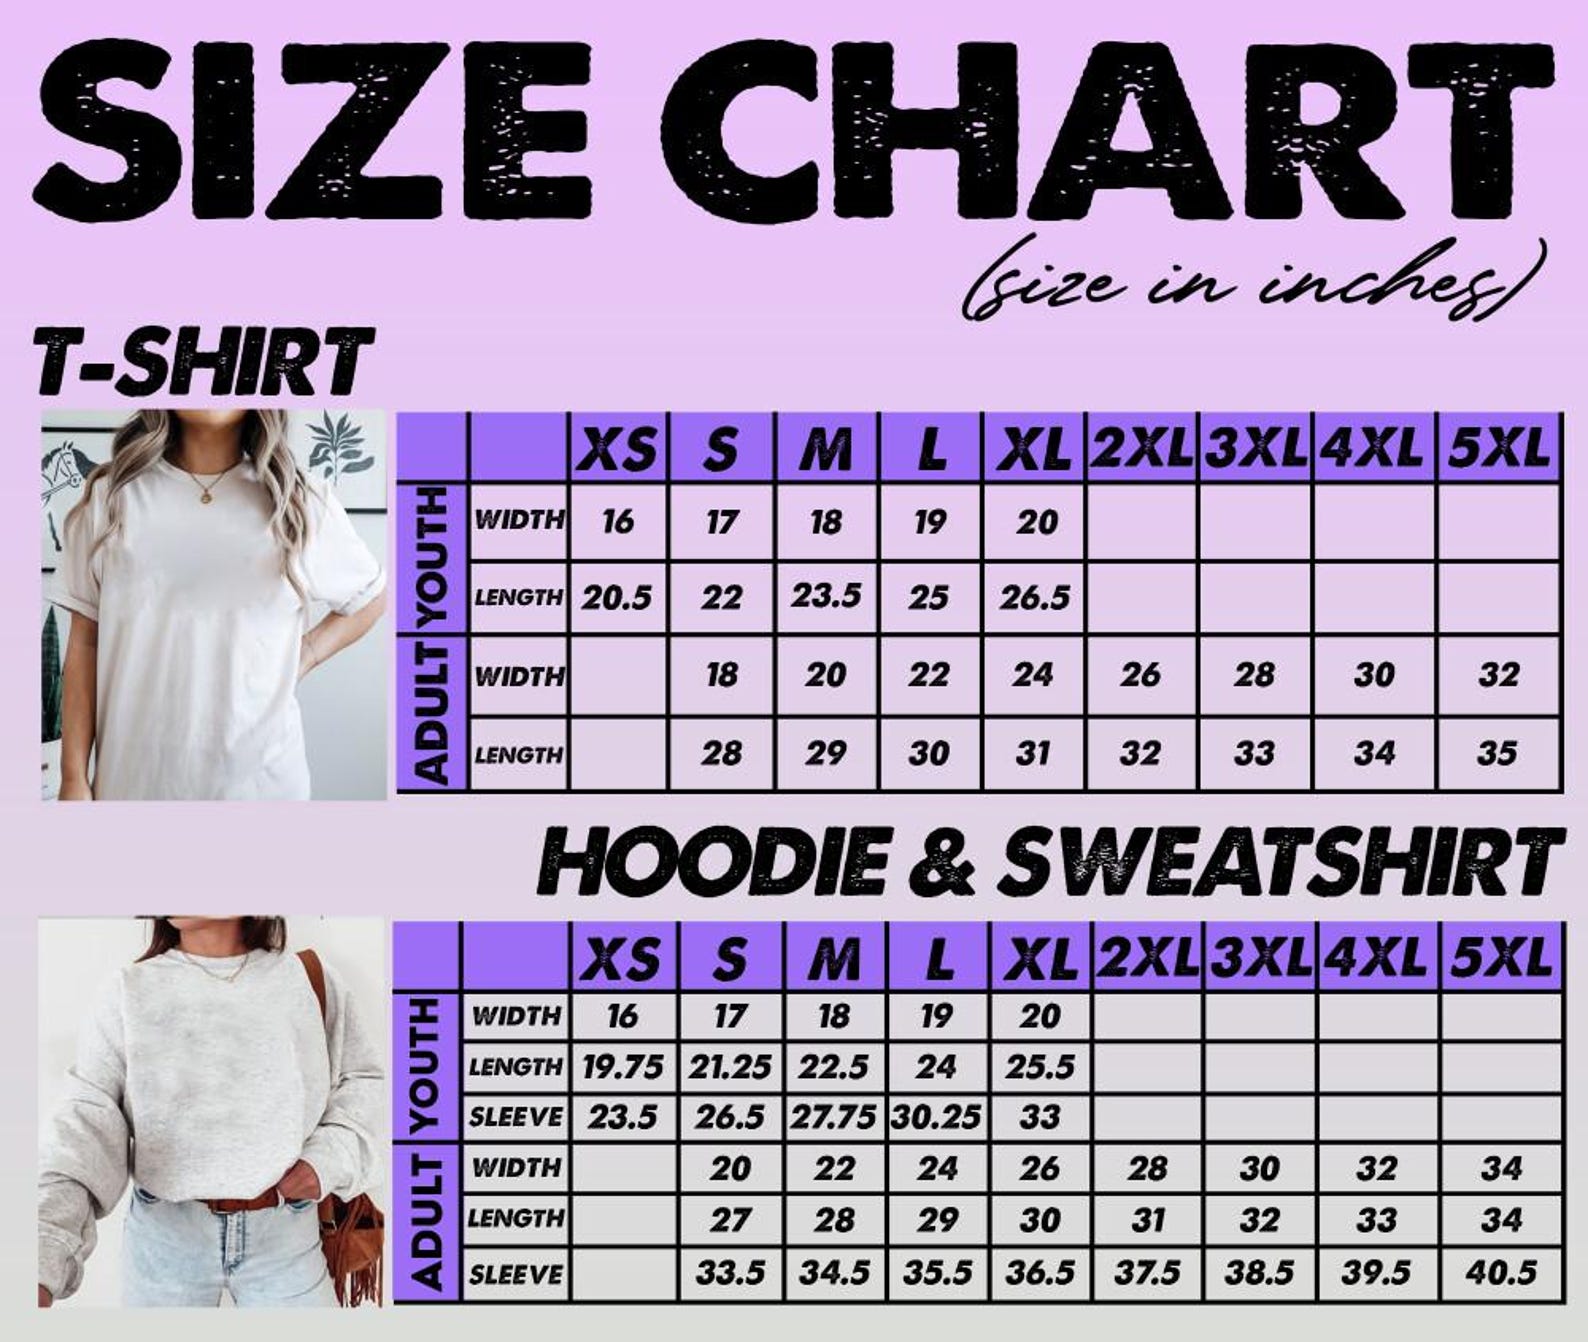 SIZE CHART
(size in inches)
T-SHIRT
XS S M L XL 2XL 3XL 4XL 5XL
YOUTH
WIDTH 16 17 18 19 20
LENGTH 20.5 22 23.5 25 26.5
ADULT
WIDTH 18 20 22 24 26 28 30 32
LENGTH 28 29 30 31 32 33 34 35
HOODIE & SWEATSHIRT
XS S M L XL 2XL 3XL 4XL 5XL
YOUTH
WIDTH 16 17 18 19 20
LENGTH 19.75 21.25 22.5 24 25.5
SLEEVE 23.5 26.5 27.75 30.25 33
ADULT
WIDTH 20 22 24 26 28 30 32 34
LENGTH 27 28 29 30 31 32 33 34
SLEEVE 33.5 34.5 35.5 36.5 37.5 38.5 39.5 40.5